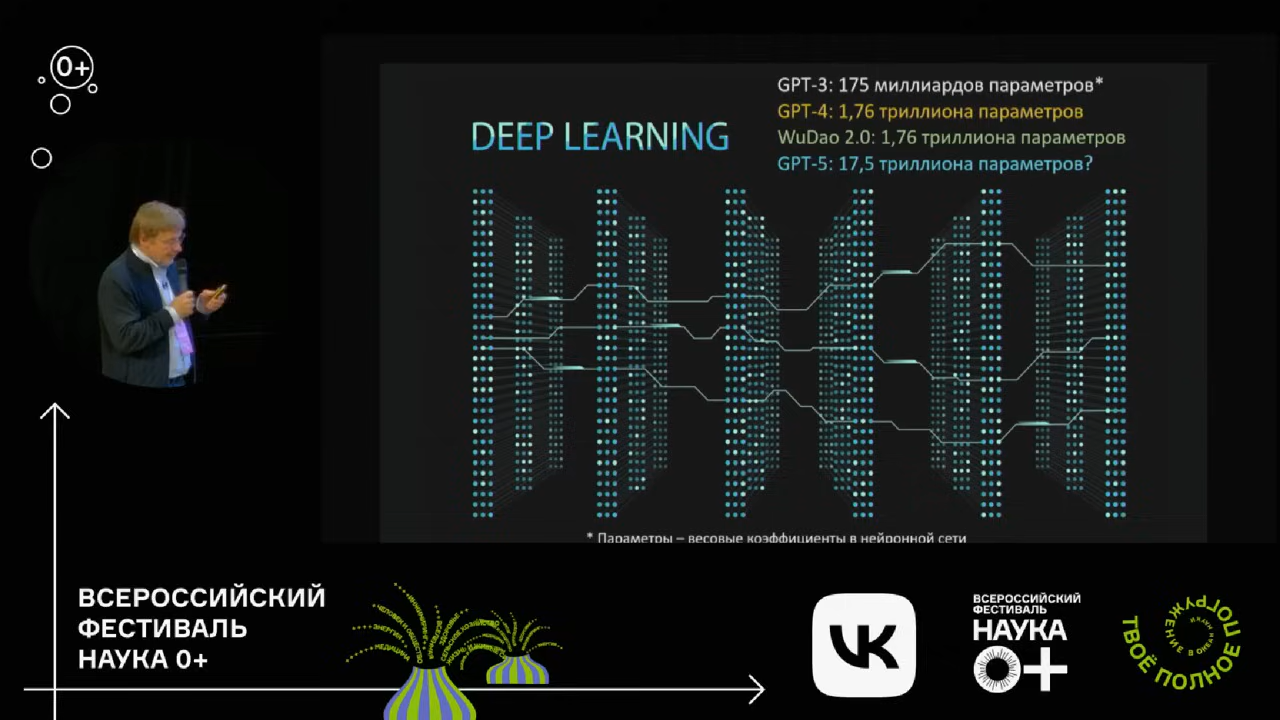 0+
GPT-3: 175 миллиардов параметров*
GPT-4: 1,76 триллиона параметров
WuDao 2.0: 1,76 триллиона параметров
GPT-5: 17,5 триллиона параметров?
DEEP LEARNING
* Параметры – весовые коэффициенты в нейронной сети
ВСЕРОССИЙСКИЙ
ФЕСТИВАЛЬ
НАУКА 0+
VK
ВСЕРОССИЙСКИЙ
ФЕСТИВАЛЬ
НАУКА
0+
ТВОЁ ПОЛНОЕ ПОГРУЖЕНИЕ